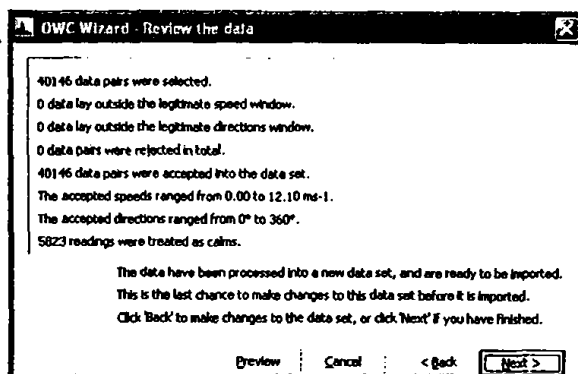 OWC Wizard - Review the data
40146 data pairs were selected.
0 data lay outside the legitimate speed window.
0 data lay outside the legitimate directions window.
0 data pairs were rejected in total.
40146 data pairs were accepted into the data set.
The accepted speeds ranged from 0.00 to 12.10 ms-1.
The accepted directions ranged from 0° to 360°.
5823 readings were treated as calms.
The data have been processed into a new data set, and are ready to be imported.
This is the last chance to make changes to this data set before it is imported.
Click 'Back' to make changes to the data set, or click 'Next' if you have finished.
Preview Cancel < Back Next >